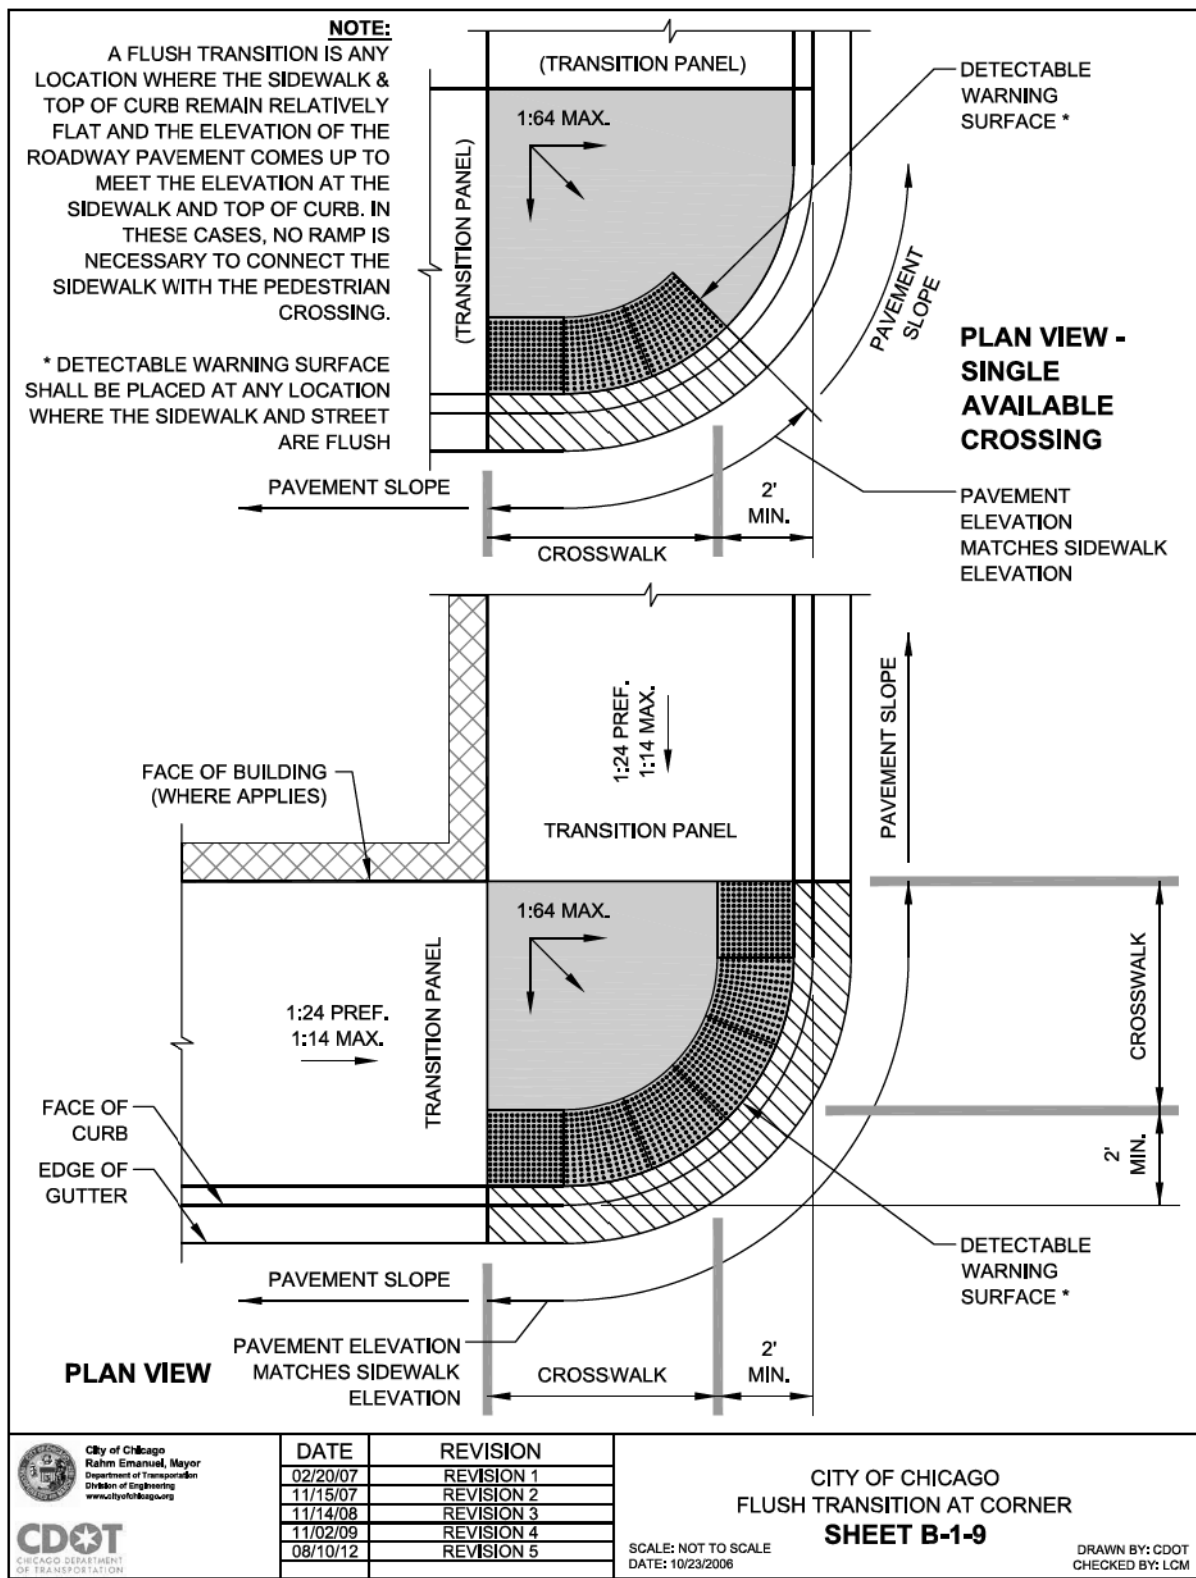 NOTE:
A FLUSH TRANSITION IS ANY
LOCATION WHERE THE SIDEWALK &
TOP OF CURB REMAIN RELATIVELY
FLAT AND THE ELEVATION OF THE
ROADWAY PAVEMENT COMES UP TO
MEET THE ELEVATION AT THE
SIDEWALK AND TOP OF CURB. IN
THESE CASES, NO RAMP IS
NECESSARY TO CONNECT THE
SIDEWALK WITH THE PEDESTRIAN
CROSSING.
* DETECTABLE WARNING SURFACE
SHALL BE PLACED AT ANY LOCATION
WHERE THE SIDEWALK AND STREET
ARE FLUSH
(TRANSITION PANEL)
1:64 MAX.
(TRANSITION PANEL)
DETECTABLE
WARNING
SURFACE *
PAVEMENT
SLOPE
PLAN VIEW -
SINGLE
AVAILABLE
CROSSING
PAVEMENT SLOPE
2'
MIN.
CROSSWALK
PAVEMENT
ELEVATION
MATCHES SIDEWALK
ELEVATION
1:24 PREF.
1:14 MAX.
PAVEMENT SLOPE
FACE OF BUILDING
(WHERE APPLIES)
TRANSITION PANEL
1:64 MAX.
TRANSITION PANEL
1:24 PREF.
1:14 MAX.
CROSSWALK
FACE OF
CURB
EDGE OF
GUTTER
2'
MIN.
DETECTABLE
WARNING
SURFACE *
PAVEMENT SLOPE
PAVEMENT ELEVATION
MATCHES SIDEWALK
ELEVATION
2'
MIN.
CROSSWALK
PLAN VIEW
City of Chicago
Rahm Emanuel, Mayor
Department of Transportation
Division of Engineering
www.cityofchicago.org
CDOT
CHICAGO DEPARTMENT
OF TRANSPORTATION
DATE REVISION
02/20/07 REVISION 1
11/15/07 REVISION 2
11/14/08 REVISION 3
11/02/09 REVISION 4
08/10/12 REVISION 5
CITY OF CHICAGO
FLUSH TRANSITION AT CORNER
SHEET B-1-9
SCALE: NOT TO SCALE
DATE: 10/23/2006
DRAWN BY: CDOT
CHECKED BY: LCM